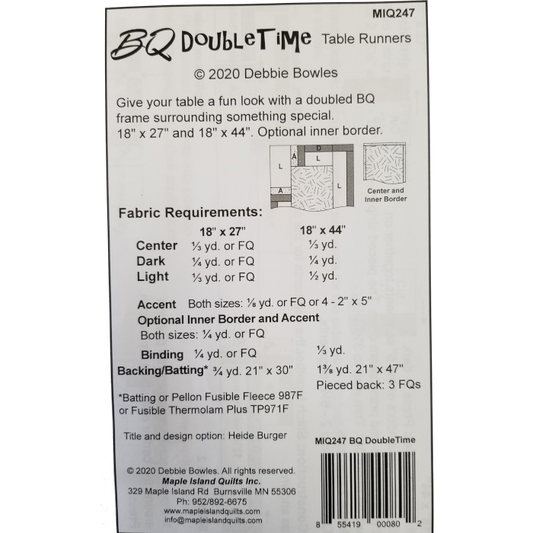 MIQ247
BQ DOUBLETIME Table Runners
© 2020 Debbie Bowles
Give your table a fun look with a doubled BQ
frame surrounding something special.
18" x 27" and 18" x 44". Optional inner border.
A D
L L
L
A
Center and
Inner Border
Fabric Requirements:
18" x 27" 18" x 44"
Center ⅓ yd. or FQ ⅓ yd.
Dark ¼ yd. or FQ ¼ yd.
Light ⅓ yd. or FQ ½ yd.
Accent Both sizes: ⅛ yd. or FQ or 4 - 2" x 5"
Optional Inner Border and Accent
Both sizes: ¼ yd. or FQ
Binding ¼ yd. or FQ ⅓ yd.
Backing/Batting* ¾ yd. 21" x 30" 1⅜ yd. 21" x 47"
Pieced back: 3 FQs
*Batting or Pellon Fusible Fleece 987F
or Fusible Thermolam Plus TP971F
Title and design option: Heide Burger
MIQ247 BQ DoubleTime
© 2020 Debbie Bowles. All rights reserved.
Maple Island Quilts Inc.
329 Maple Island Rd Burnsville MN 55306
Ph: 952/892-6675
www.mapleislandquilts.com
info@mapleislandquilts.com
8 55419 00080 2